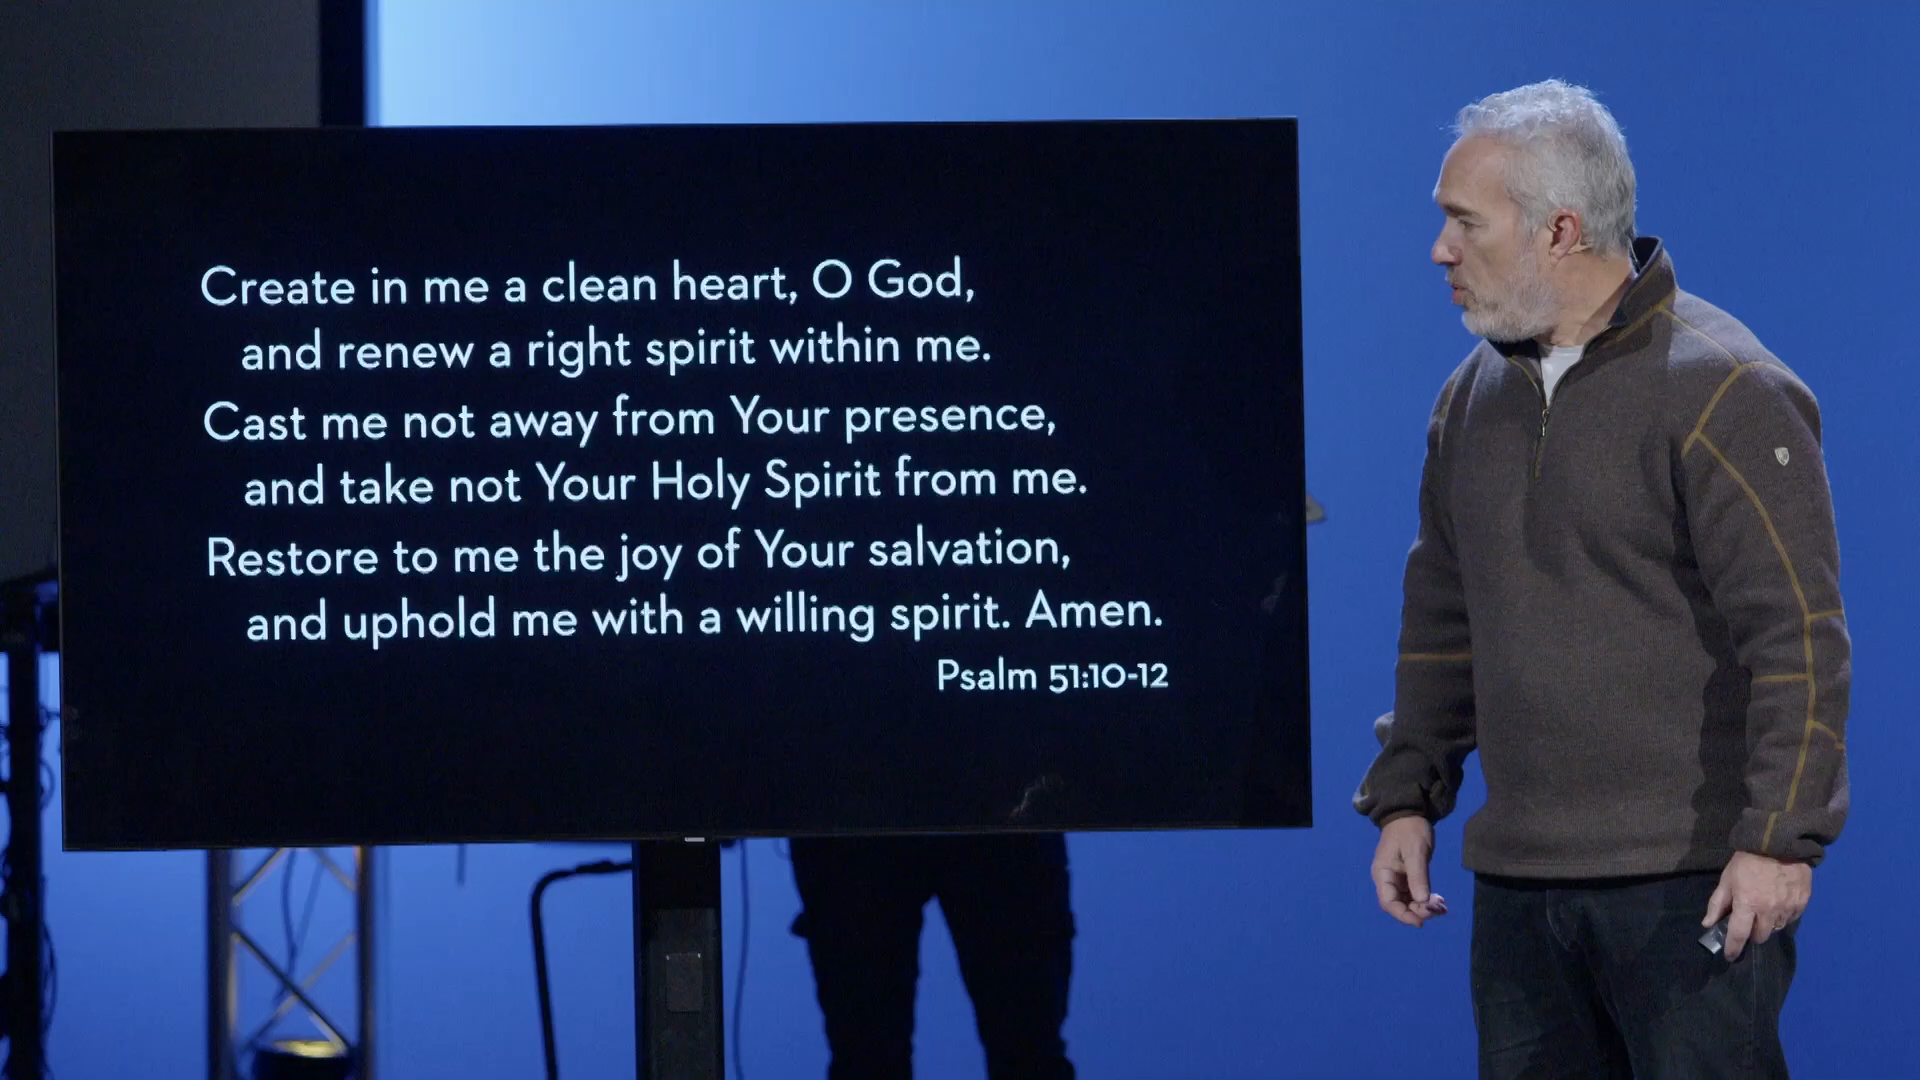 Create in me a clean heart, O God,
and renew a right spirit within me.
Cast me not away from Your presence,
and take not Your Holy Spirit from me.
Restore to me the joy of Your salvation,
and uphold me with a willing spirit. Amen.
Psalm 51:10-12